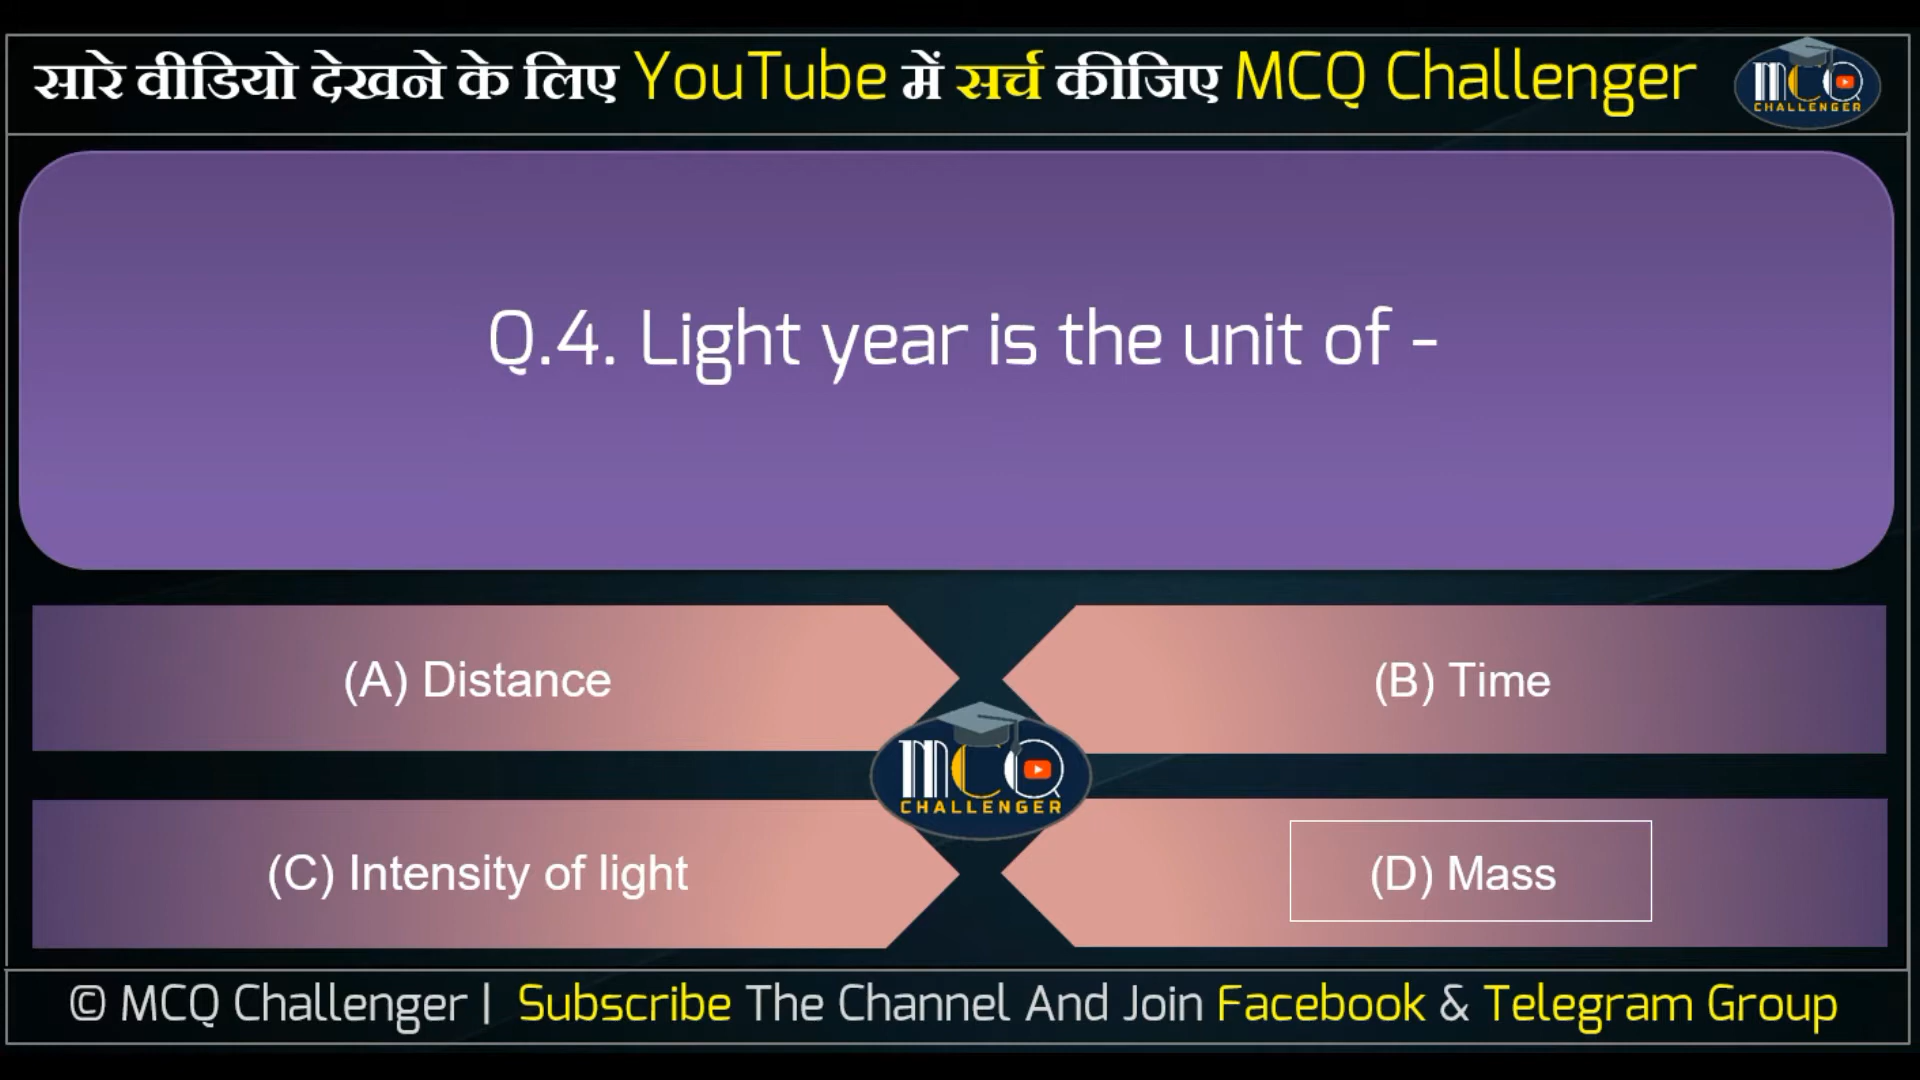 सारे वीडियो देखने के लिए YouTube में सर्च कीजिए MCQ Challenger
MCQ
CHALLENGER
Q.4. Light year is the unit of -
(A) Distance
(B) Time
MCQ
CHALLENGER
(C) Intensity of light
(D) Mass
© MCQ Challenger | Subscribe The Channel And Join Facebook & Telegram Group